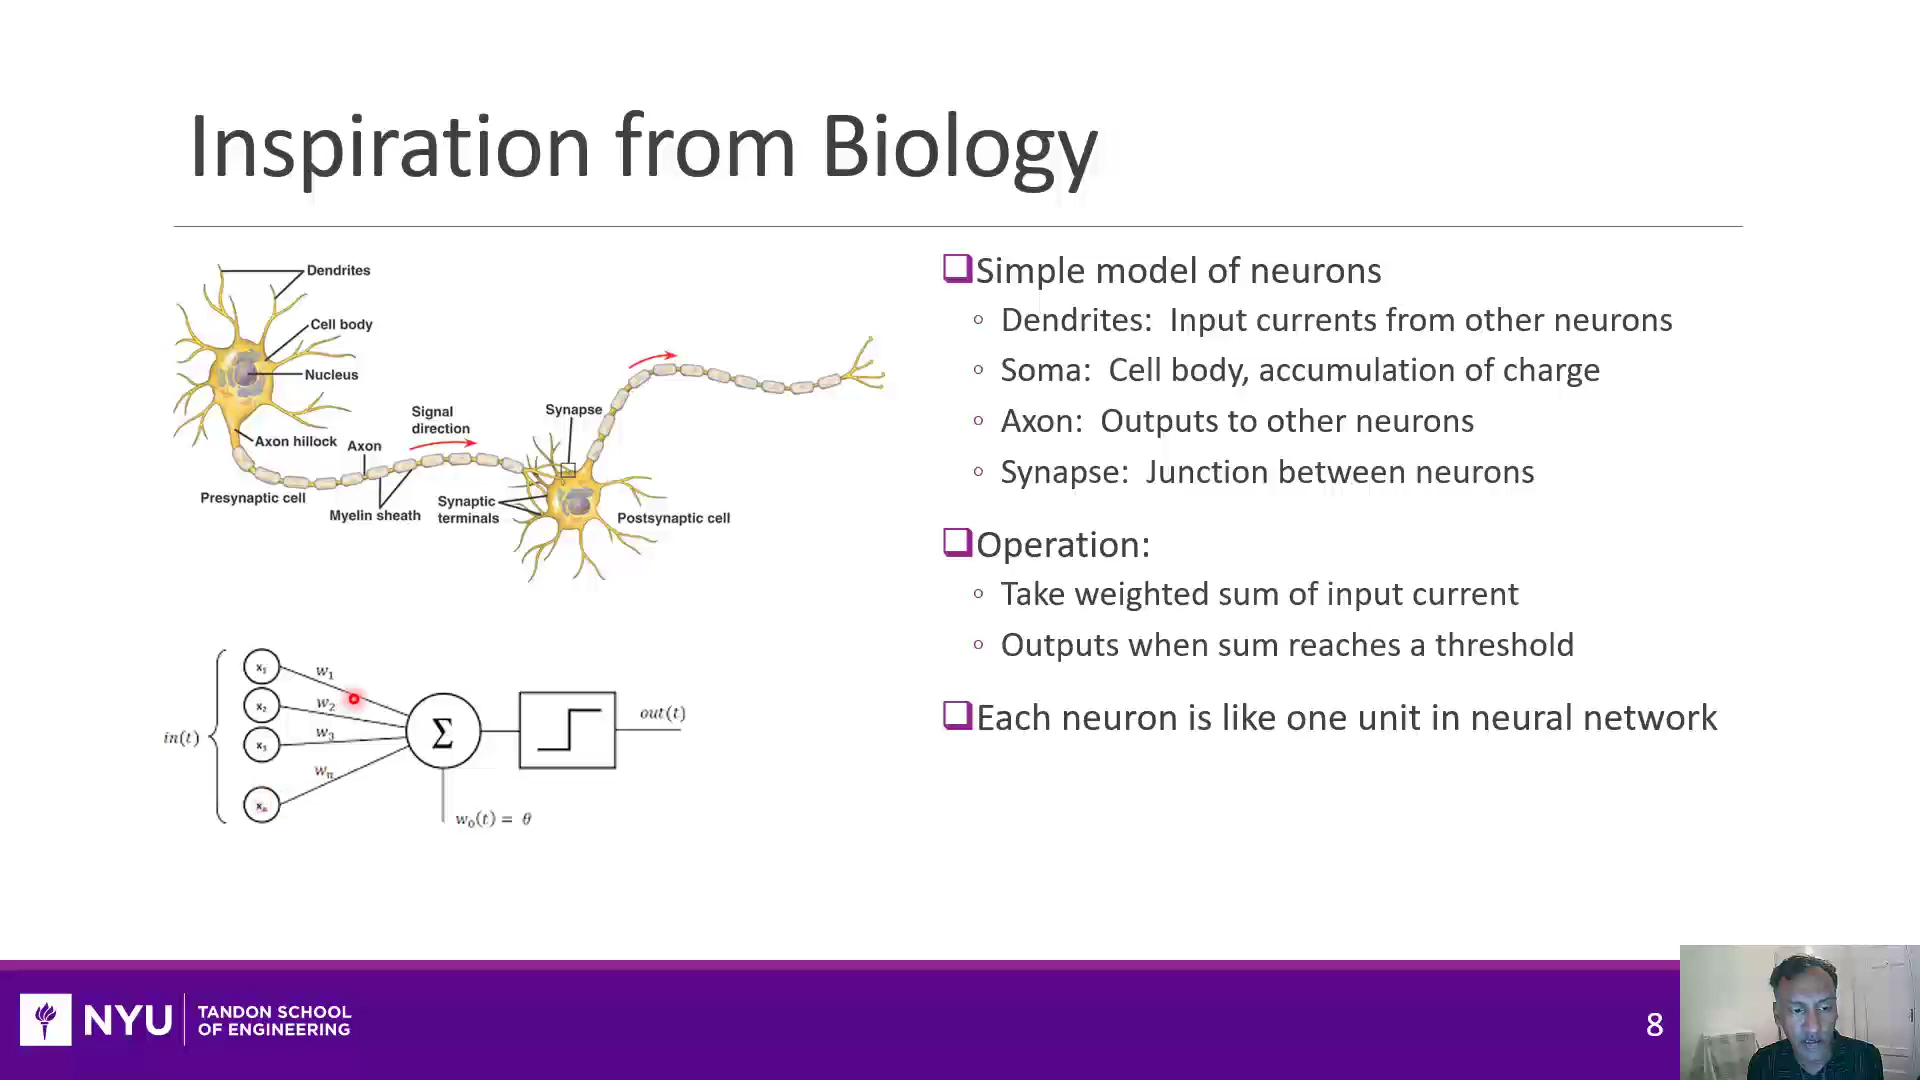 Inspiration from Biology
Dendrites
Cell body
Nucleus
Axon hillock
Axon
Signal
direction
Synapse
Presynaptic cell
Myelin sheath
Synaptic
terminals
Postsynaptic cell
in(t)
x₁
x₂
x₃
xₙ
w₁
w₂
w₃
wₙ
Σ
w₀(t) = θ
out(t)
Simple model of neurons
Dendrites: Input currents from other neurons
Soma: Cell body, accumulation of charge
Axon: Outputs to other neurons
Synapse: Junction between neurons
Operation:
Take weighted sum of input current
Outputs when sum reaches a threshold
Each neuron is like one unit in neural network
NYU
TANDON SCHOOL
OF ENGINEERING
8